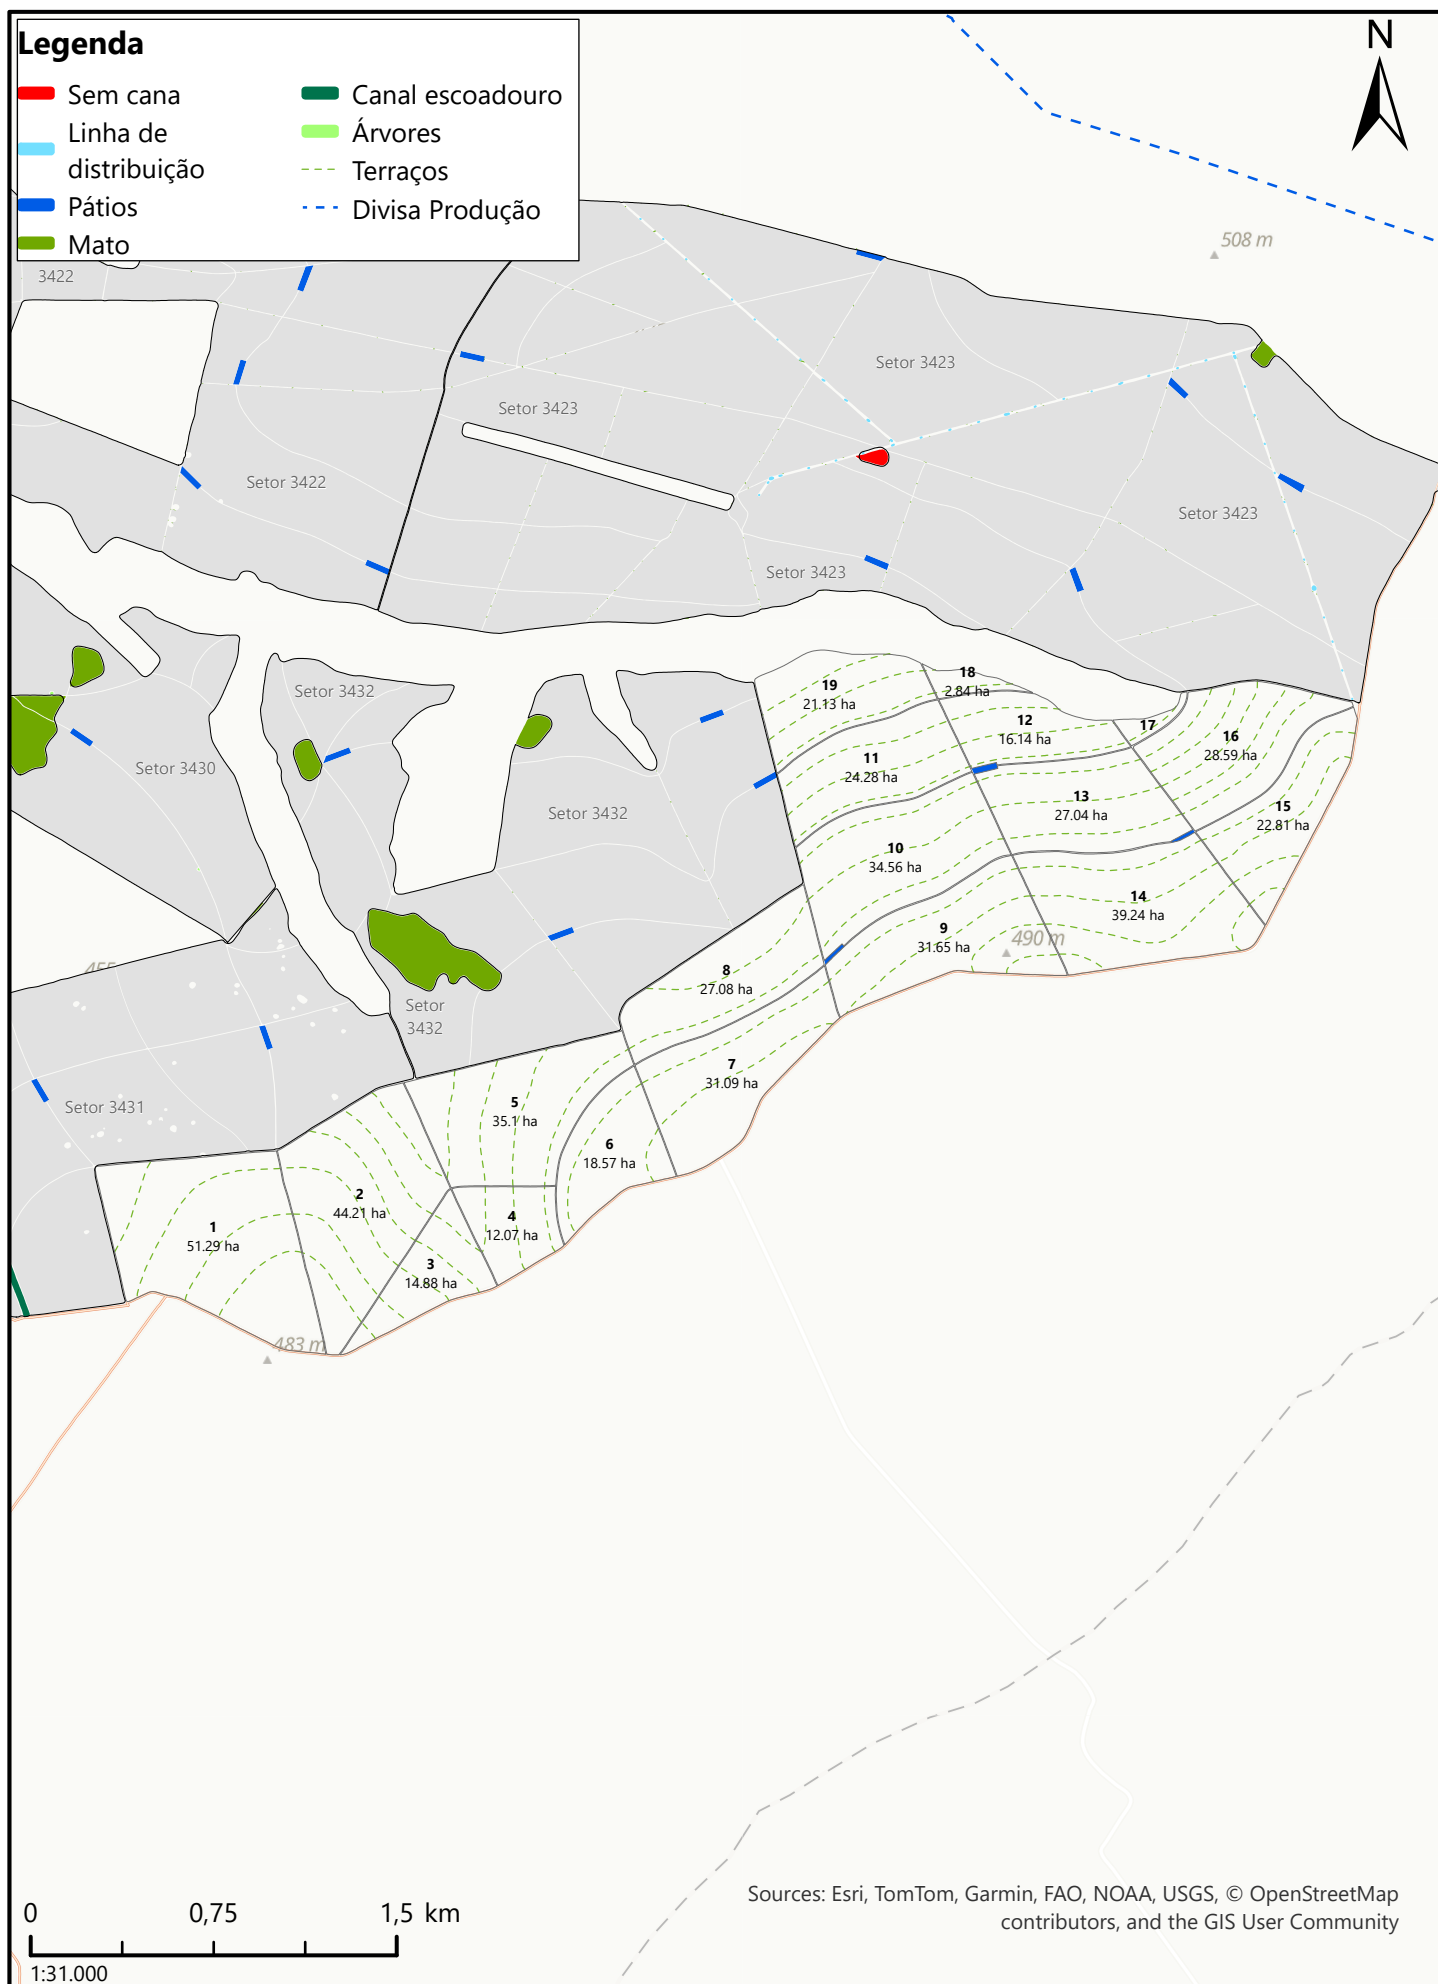 Legenda
Sem cana
Linha de
distribuição
Pátios
Mato
Canal escoadouro
Árvores
Terraços
Divisa Produção
N
508 m
3422
Setor 3423
Setor 3423
Setor 3422
Setor 3423
Setor 3423
Setor 3432
Setor 3430
Setor 3432
18
2.84 ha
19
21.13 ha
12
16.14 ha
17
16
28.59 ha
11
24.28 ha
13
27.04 ha
15
22.81 ha
10
34.56 ha
14
39.24 ha
9
31.65 ha
490 m
8
27.08 ha
Setor
3432
7
31.09 ha
5
35.1 ha
Setor 3431
6
18.57 ha
2
44.21 ha
4
12.07 ha
1
51.29 ha
3
14.88 ha
483 m
Sources: Esri, TomTom, Garmin, FAO, NOAA, USGS, © OpenStreetMap
contributors, and the GIS User Community
0 0,75 1,5 km
1:31.000